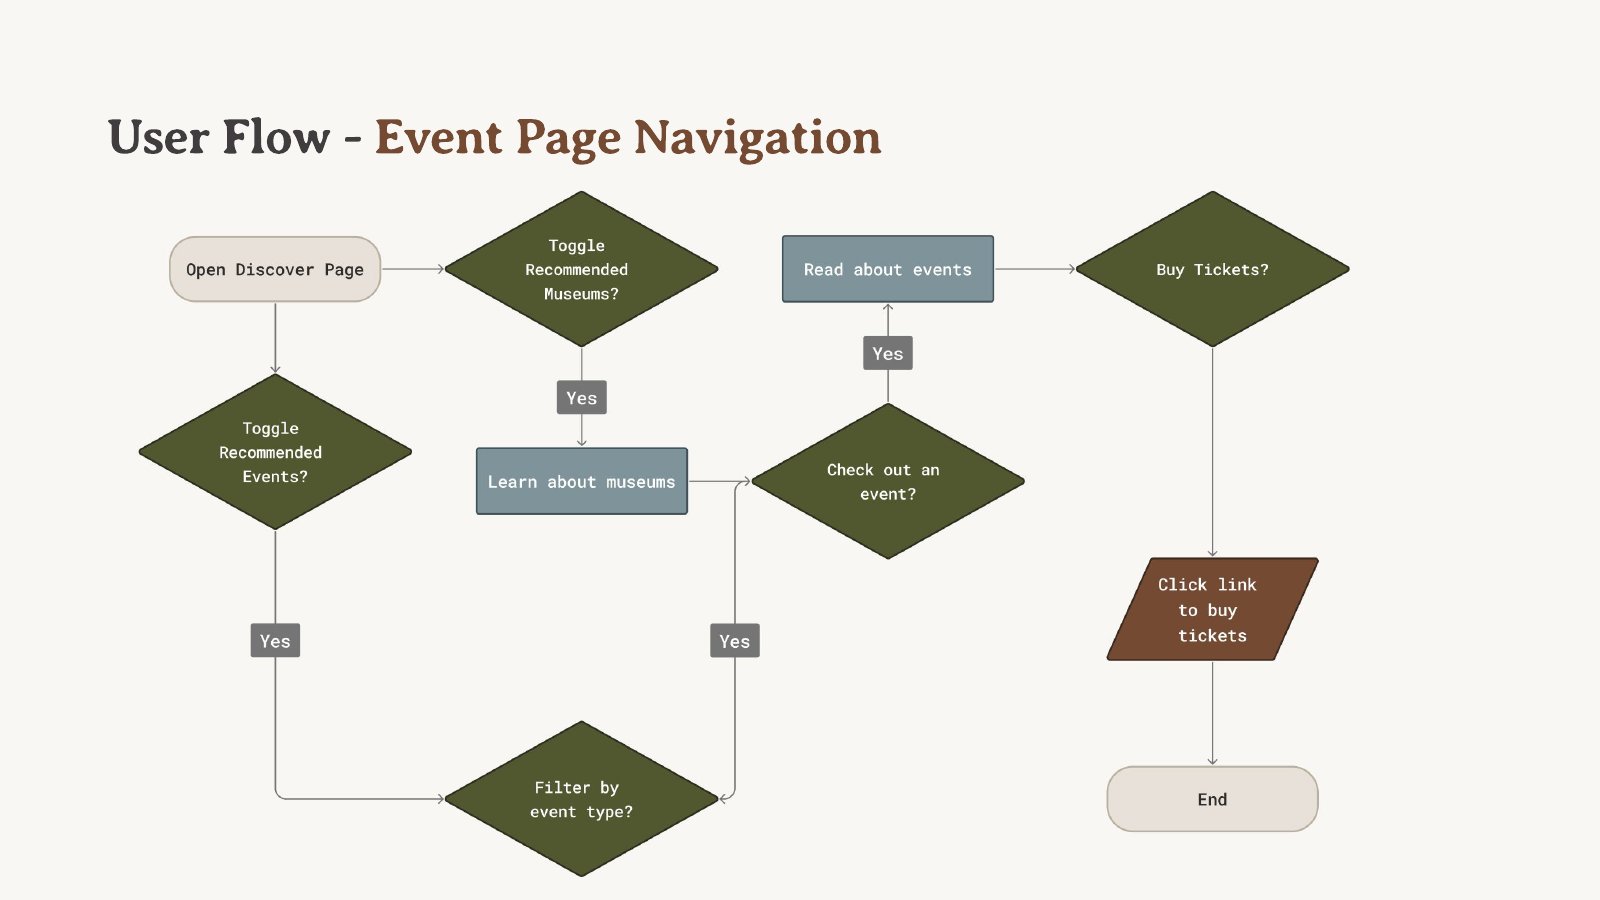 User Flow - Event Page Navigation
Open Discover Page
Toggle
Recommended
Museums?
Read about events
Buy Tickets?
Yes
Yes
Toggle
Recommended
Events?
Learn about museums
Check out an
event?
Yes
Yes
Click link
to buy
tickets
Filter by
event type?
End